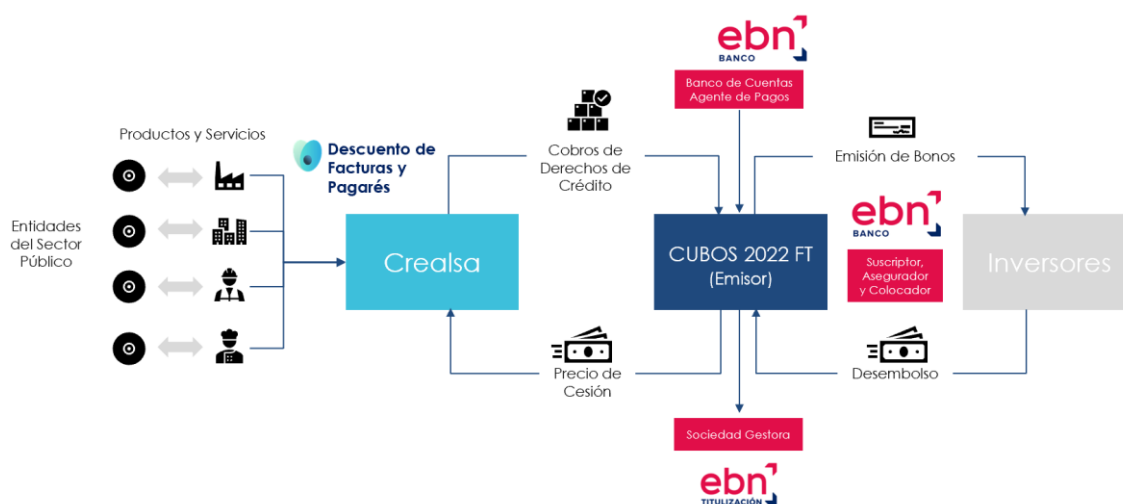 ebn
BANCO
Banco de Cuentas
Agente de Pagos
Productos y Servicios
Descuento de
Facturas y
Pagarés
Cobros de
Derechos de
Crédito
Emisión de Bonos
Entidades
del Sector
Público
Crealsa
CUBOS 2022 FT
(Emisor)
ebn
BANCO
Suscriptor,
Asegurador
y Colocador
Inversores
Precio de
Cesión
Desembolso
Sociedad Gestora
ebn
TITULIZACIÓN